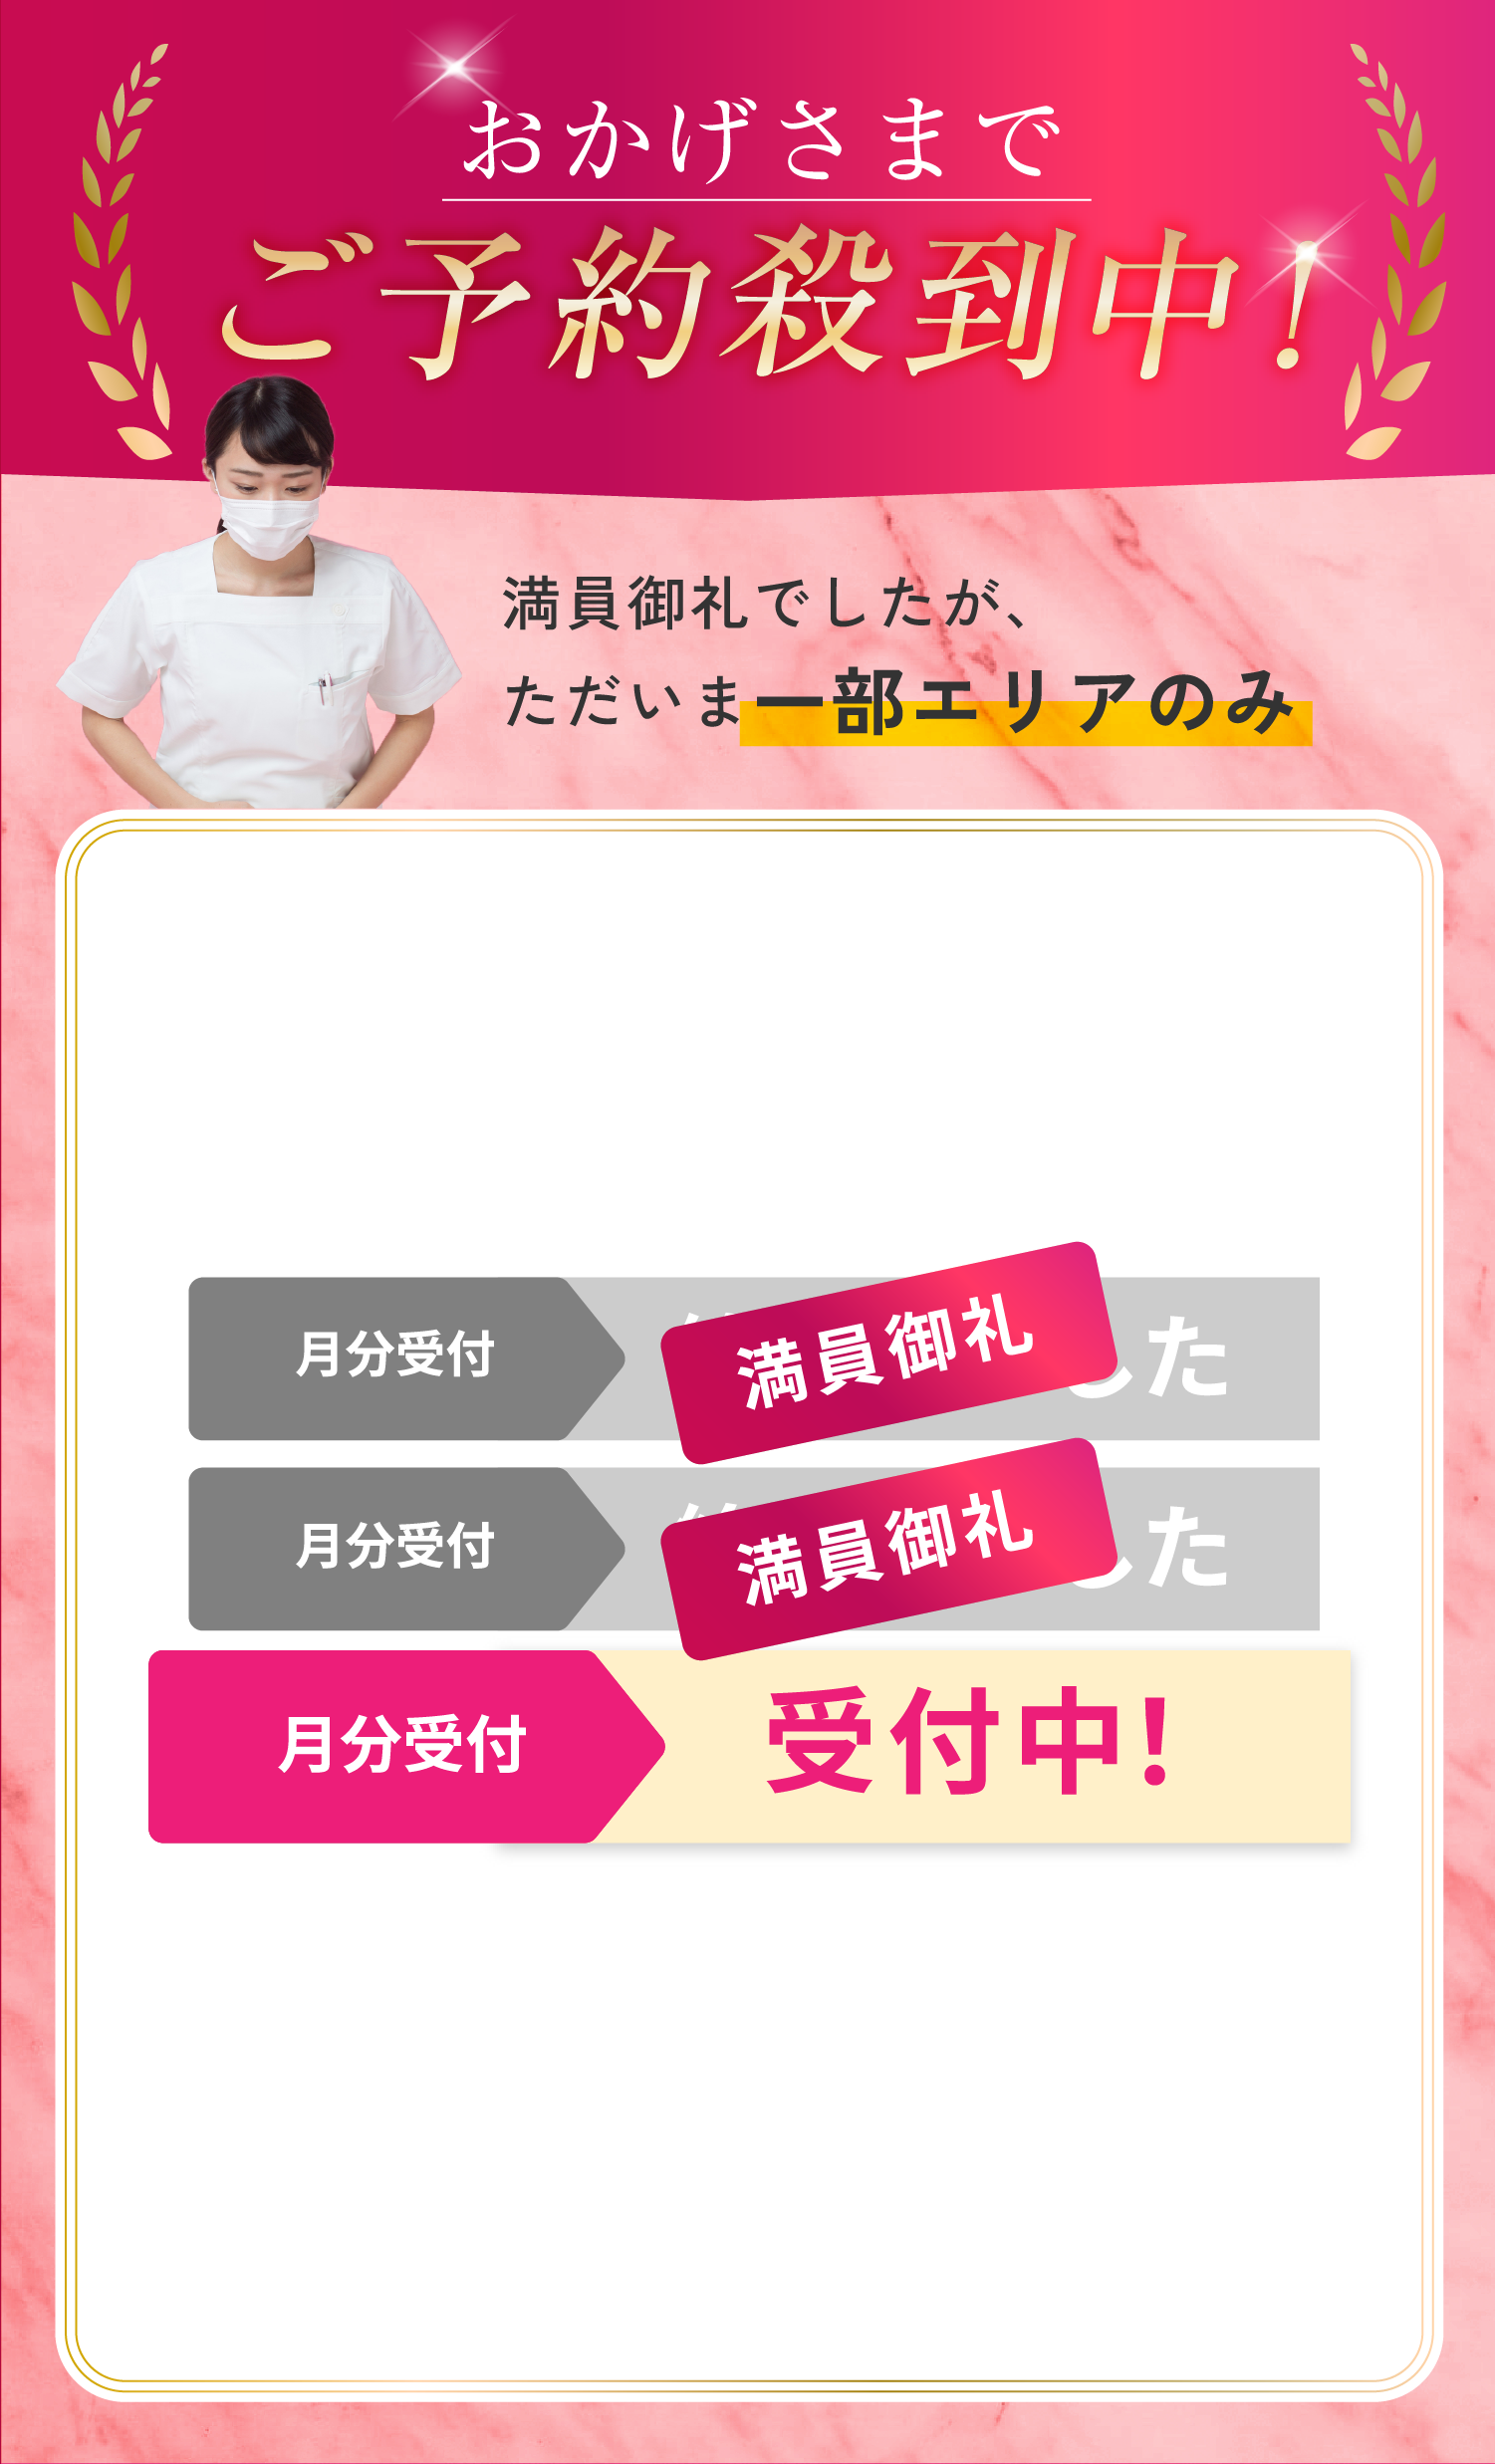 おかげさまで
ご予約殺到中!
満員御礼でしたが、
ただいま一部エリアのみ
月分受付
満員御礼
した
月分受付
満員御礼
した
月分受付
受付中!